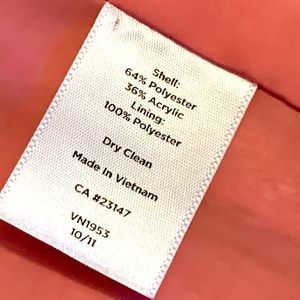 Shell:
64% Polyester
36% Acrylic
Lining:
100% Polyester
Dry Clean
Made In Vietnam
CA #23147
VN1953
10/11